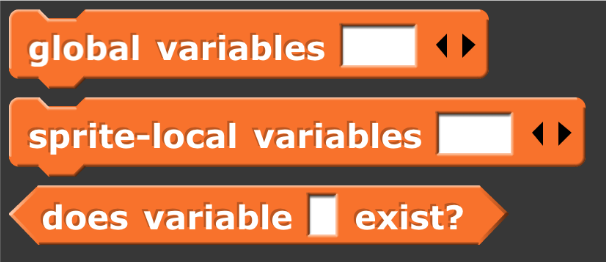 global variables
sprite-local variables
does variable exist?